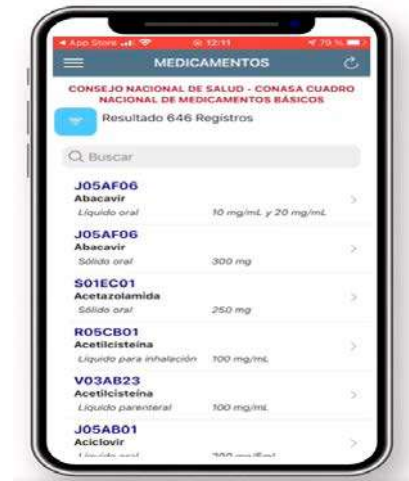 App Store
12:11
79 %
MEDICAMENTOS
CONSEJO NACIONAL DE SALUD - CONASA CUADRO
NACIONAL DE MEDICAMENTOS BÁSICOS
Resultado 646 Registros
Buscar
J05AF06
Abacavir
Líquido oral 10 mg/mL y 20 mg/mL
J05AF06
Abacavir
Sólido oral 300 mg
S01EC01
Acetazolamida
Sólido oral 250 mg
R05CB01
Acetilcisteína
Líquido para inhalación 100 mg/mL
V03AB23
Acetilcisteína
Líquido parenteral 100 mg/mL
J05AB01
Aciclovir
Líquido oral